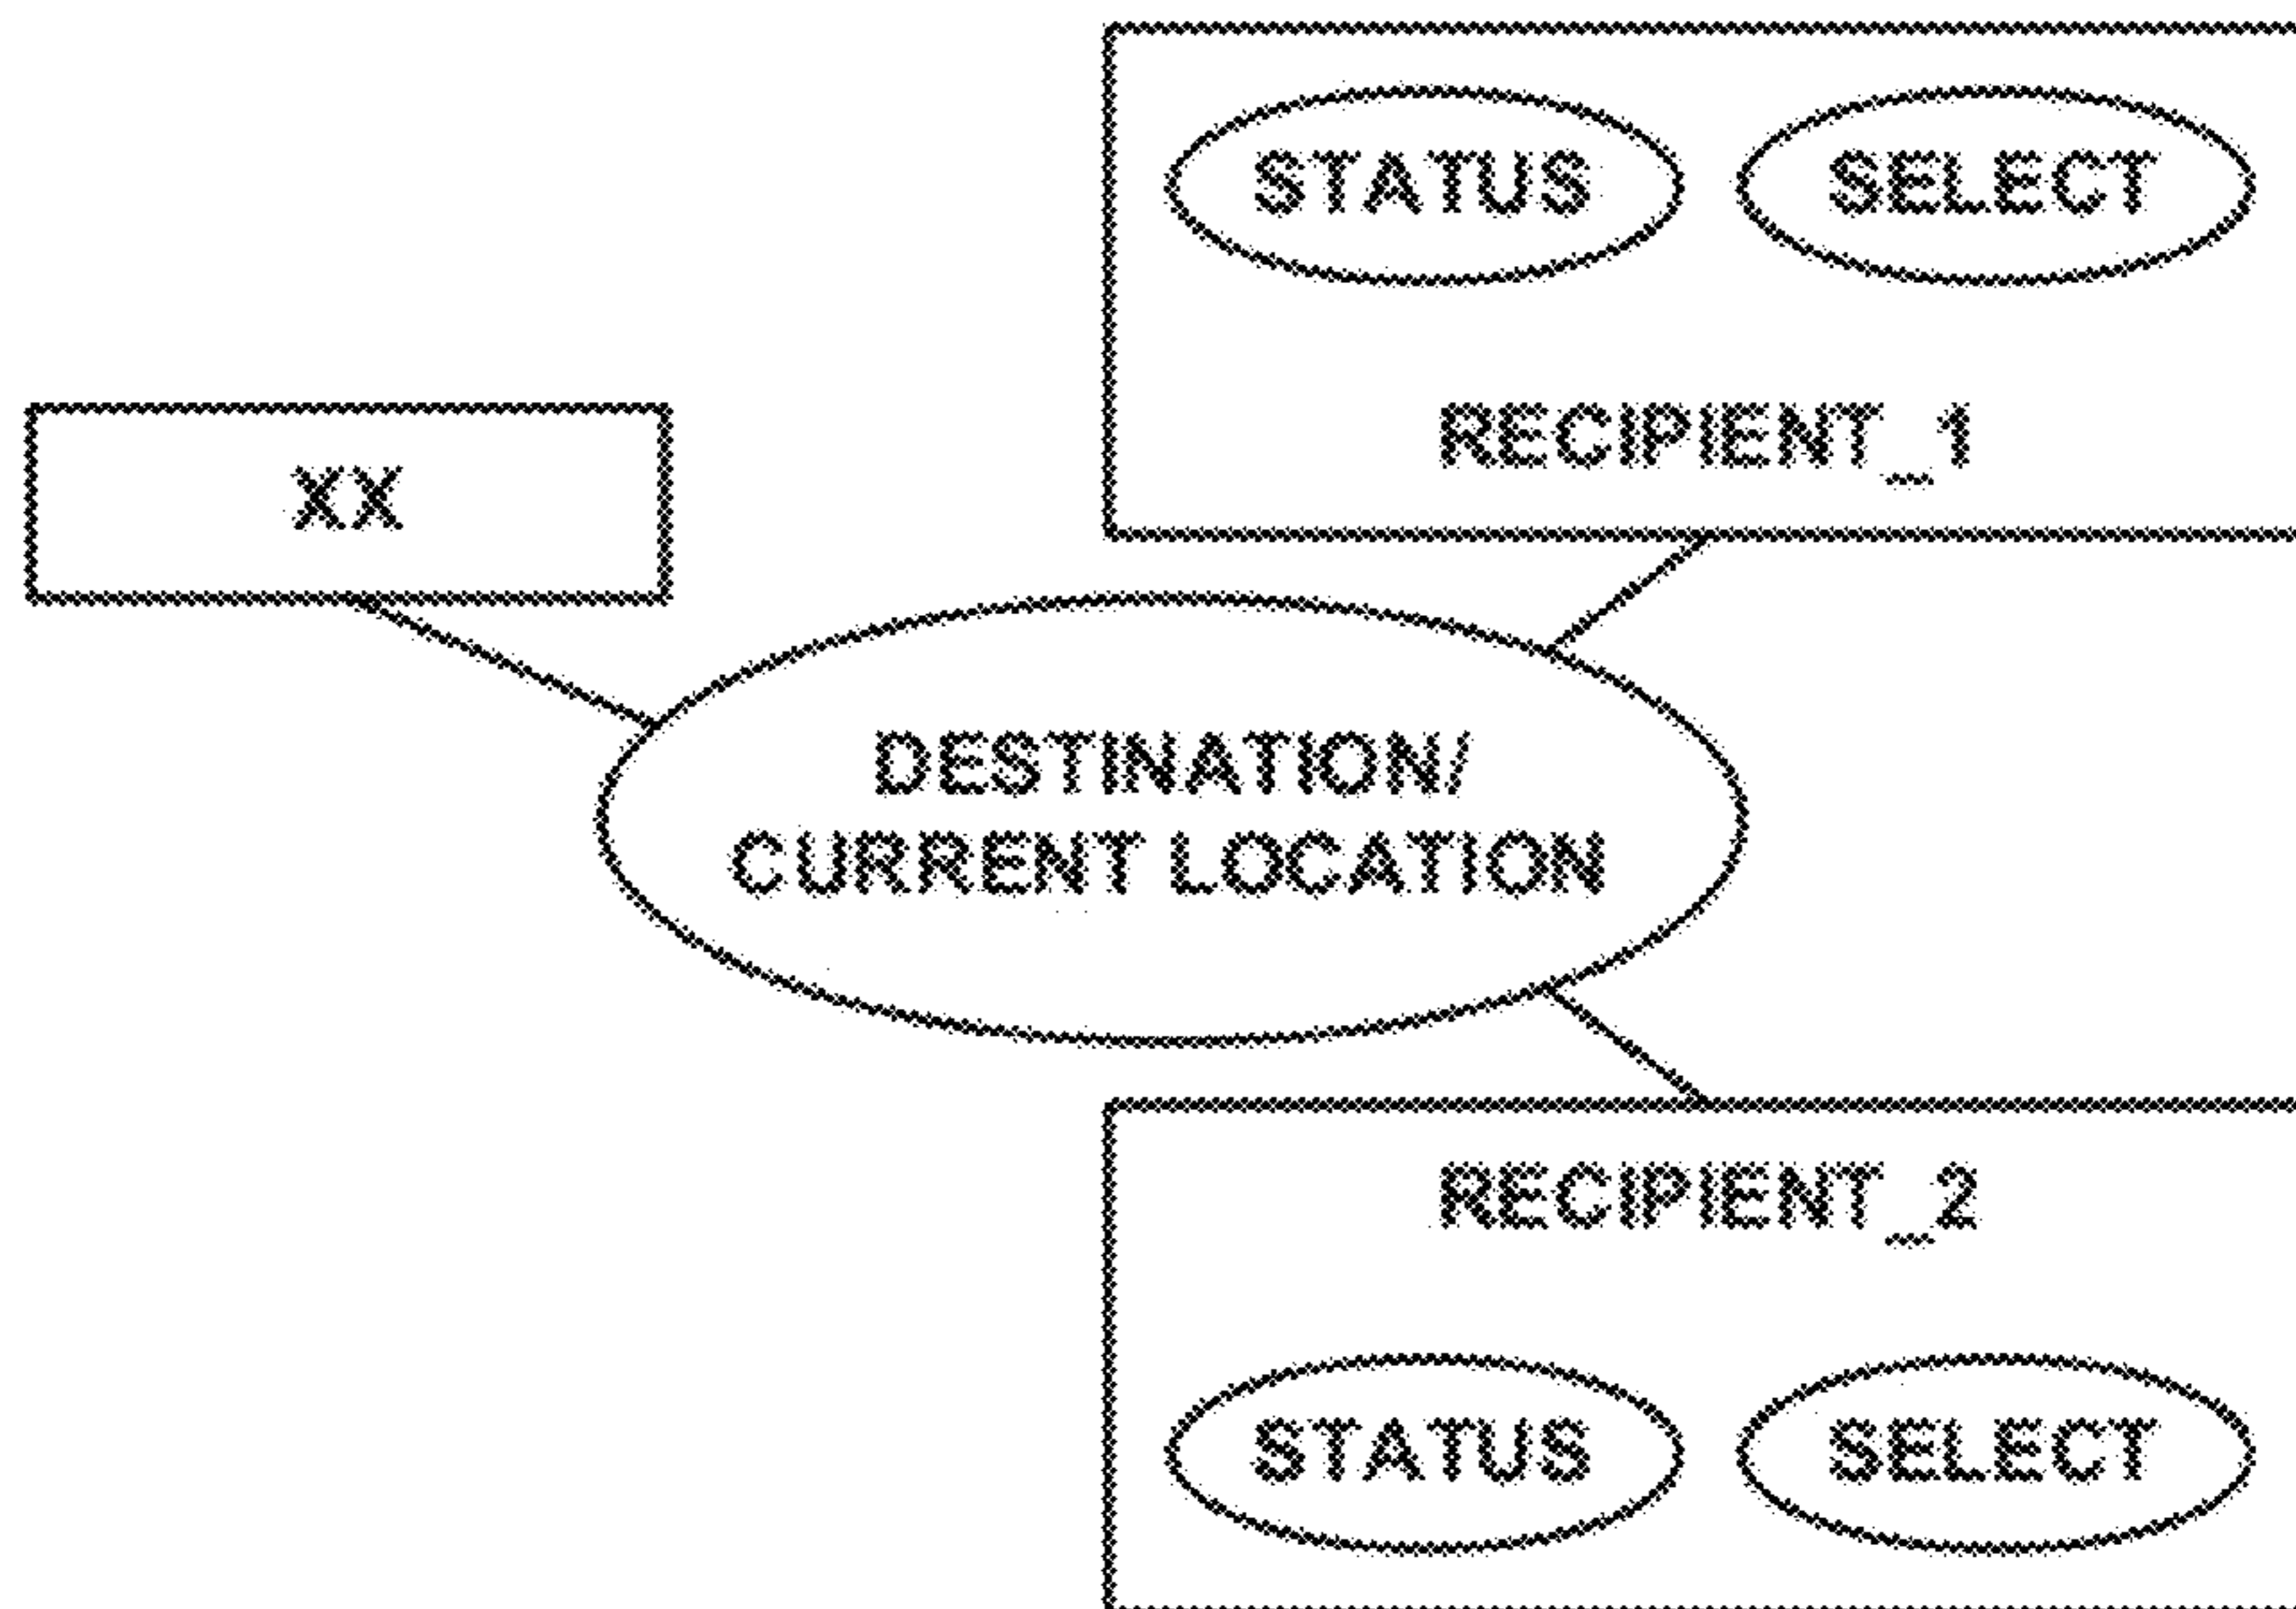 STATUS SELECT
RECIPIENT_1
XX
DESTINATION/
CURRENT LOCATION
RECIPIENT_2
STATUS SELECT